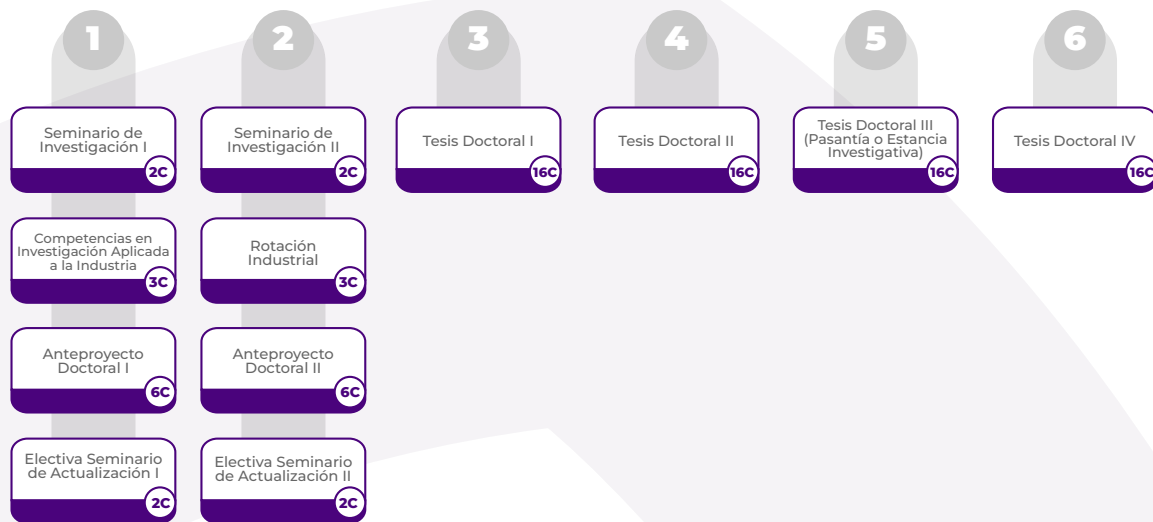 1
2
3
4
5
6
Seminario de
Investigación I
2C
Seminario de
Investigación II
2C
Tesis Doctoral I
16C
Tesis Doctoral II
16C
Tesis Doctoral III
(Pasantía o Estancia
Investigativa)
16C
Tesis Doctoral IV
16C
Competencias en
Investigación Aplicada
a la Industria
3C
Rotación
Industrial
3C
Anteproyecto
Doctoral I
6C
Anteproyecto
Doctoral II
6C
Electiva Seminario
de Actualización I
2C
Electiva Seminario
de Actualización II
2C